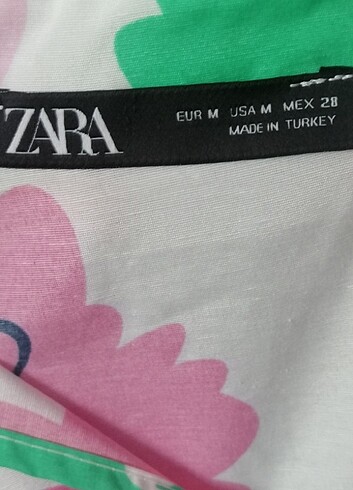 ZARA
EUR M USA M MEX 28
MADE IN TURKEY